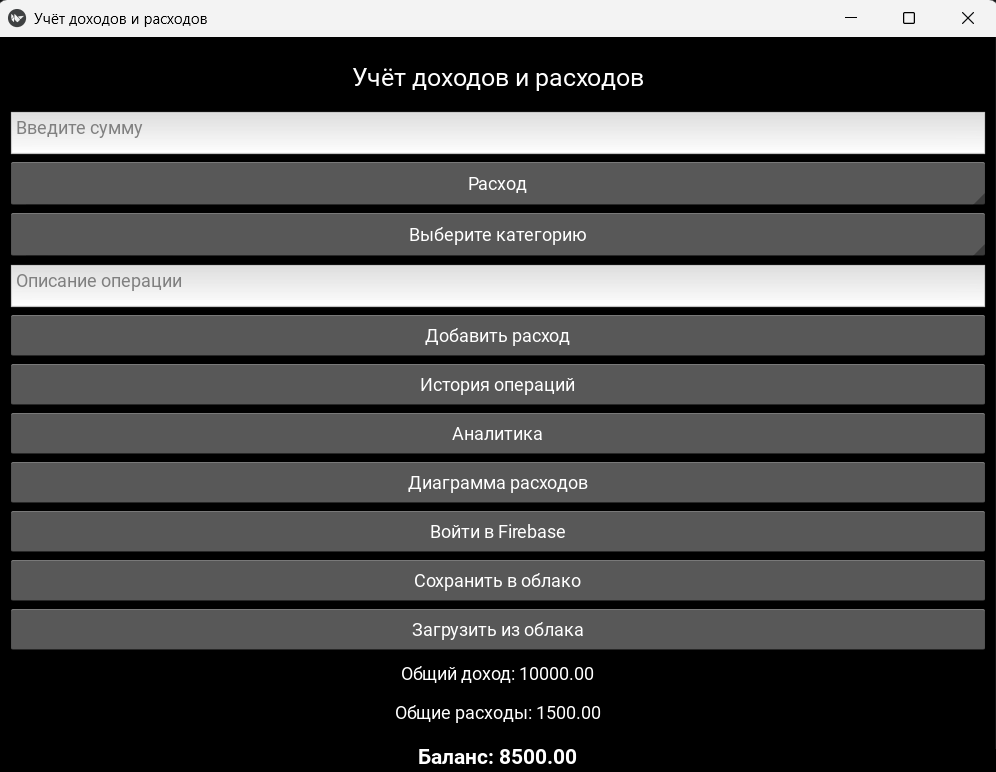 Учёт доходов и расходов
Учёт доходов и расходов
Введите сумму
Расход
Выберите категорию
Описание операции
Добавить расход
История операций
Аналитика
Диаграмма расходов
Войти в Firebase
Сохранить в облако
Загрузить из облака
Общий доход: 10000.00
Общие расходы: 1500.00
Баланс: 8500.00